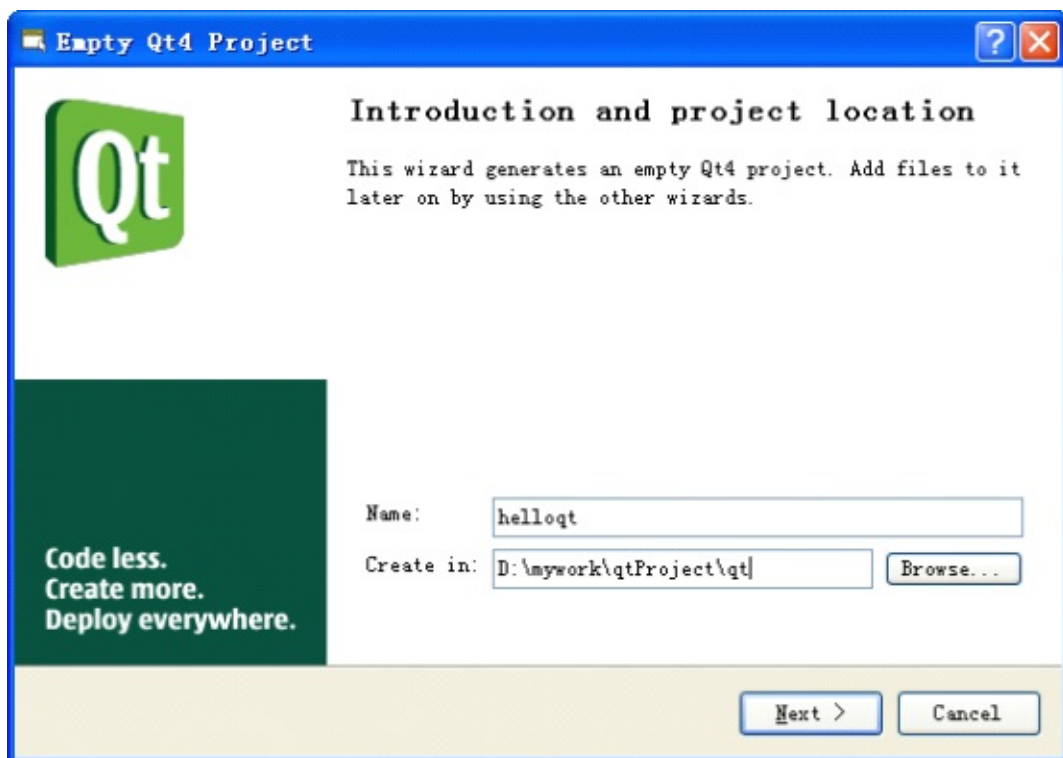 Empty Qt4 Project
Qt
Introduction and project location
This wizard generates an empty Qt4 project. Add files to it
later on by using the other wizards.
Name:
helloqt
Create in:
D:\mywork\qtProject\qt
Browse...
Code less.
Create more.
Deploy everywhere.
Next >
Cancel